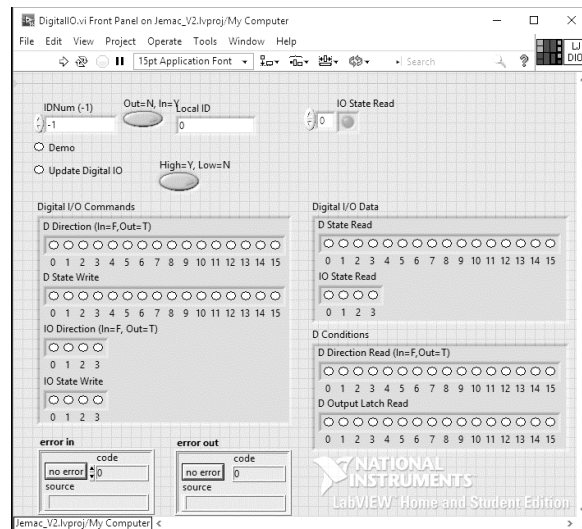 DigitalIO.vi Front Panel on Jemac_V2.lvproj/My Computer
File Edit View Project Operate Tools Window Help
15pt Application Font
Search
LJ
DIO
IDNum (-1)
-1
Out=N, In=Y
Local ID
0
IO State Read
0
Demo
Update Digital IO
High=Y, Low=N
Digital I/O Commands
D Direction (In=F,Out=T)
0 1 2 3 4 5 6 7 8 9 10 11 12 13 14 15
D State Write
0 1 2 3 4 5 6 7 8 9 10 11 12 13 14 15
IO Direction (In=F, Out=T)
0 1 2 3
IO State Write
0 1 2 3
Digital I/O Data
D State Read
0 1 2 3 4 5 6 7 8 9 10 11 12 13 14 15
IO State Read
0 1 2 3
D Conditions
D Direction Read (In=F,Out=T)
0 1 2 3 4 5 6 7 8 9 10 11 12 13 14 15
D Output Latch Read
0 1 2 3 4 5 6 7 8 9 10 11 12 13 14 15
error in
code
no error 0
source
error out
code
no error 0
source
NATIONAL
INSTRUMENTS
LabVIEW Home and Student Edition
Jemac_V2.lvproj/My Computer